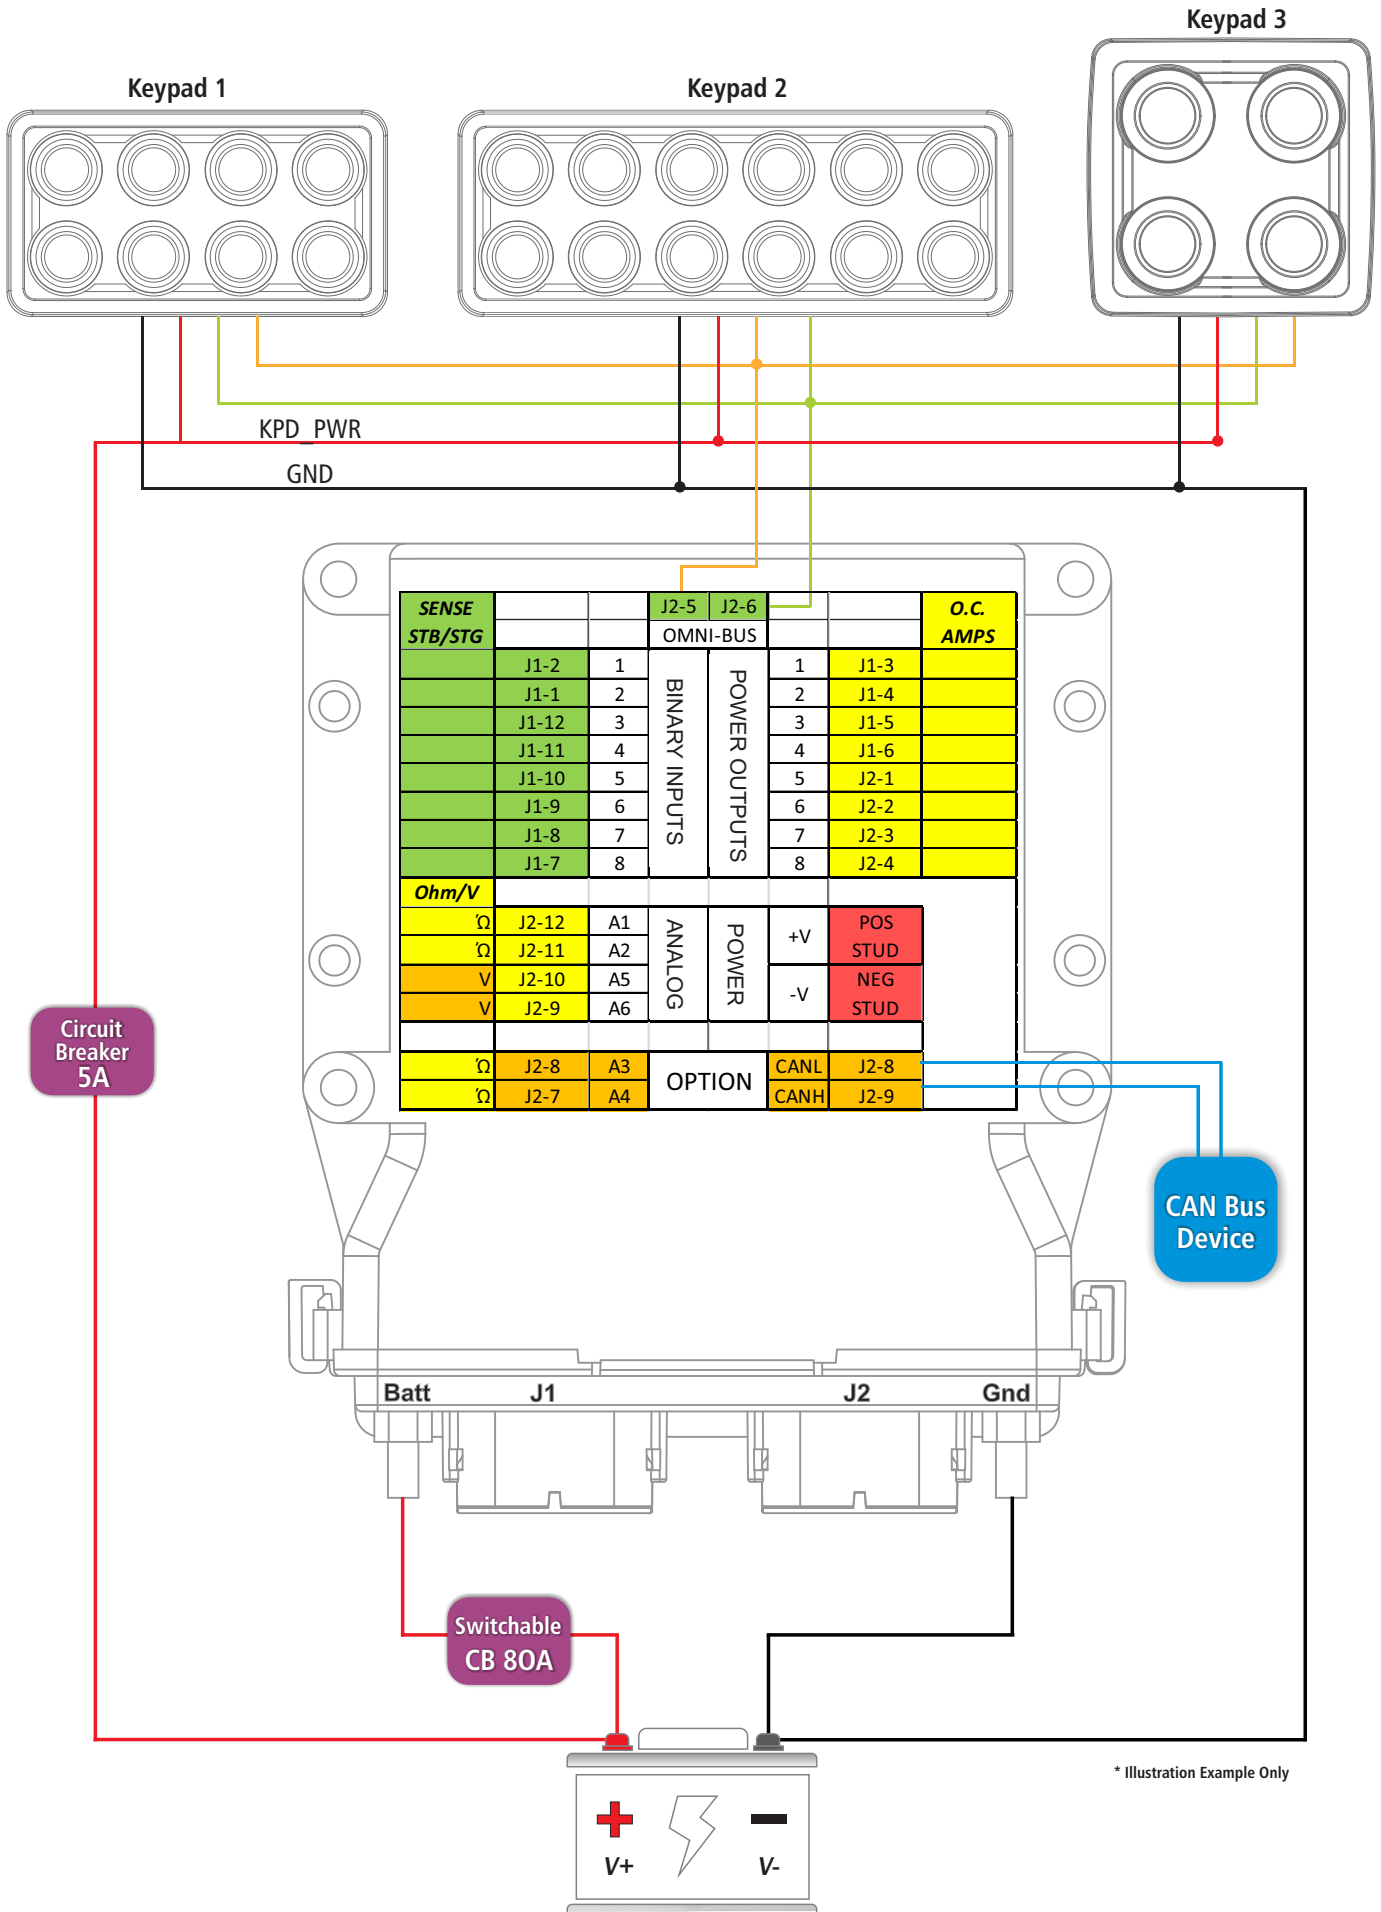 Keypad 3
Keypad 1
Keypad 2
KPD_PWR
GND
SENSE J2-5 J2-6 O.C.
STB/STG OMNI-BUS AMPS
BINARY INPUTS
POWER OUTPUTS
J1-2 1 1 J1-3
J1-1 2 2 J1-4
J1-12 3 3 J1-5
J1-11 4 4 J1-6
J1-10 5 5 J2-1
J1-9 6 6 J2-2
J1-8 7 7 J2-3
J1-7 8 8 J2-4
Ohm/V
ANALOG
POWER
Ω J2-12 A1 +V POS
Ω J2-11 A2 STUD
V J2-10 A5 -V NEG
V J2-9 A6 STUD
Ω J2-8 A3 OPTION CANL J2-8
Ω J2-7 A4 CANH J2-9
Circuit
Breaker
5A
CAN Bus
Device
Batt J1 J2 Gnd
Switchable
CB 80A
* Illustration Example Only
+ −
V+ V-